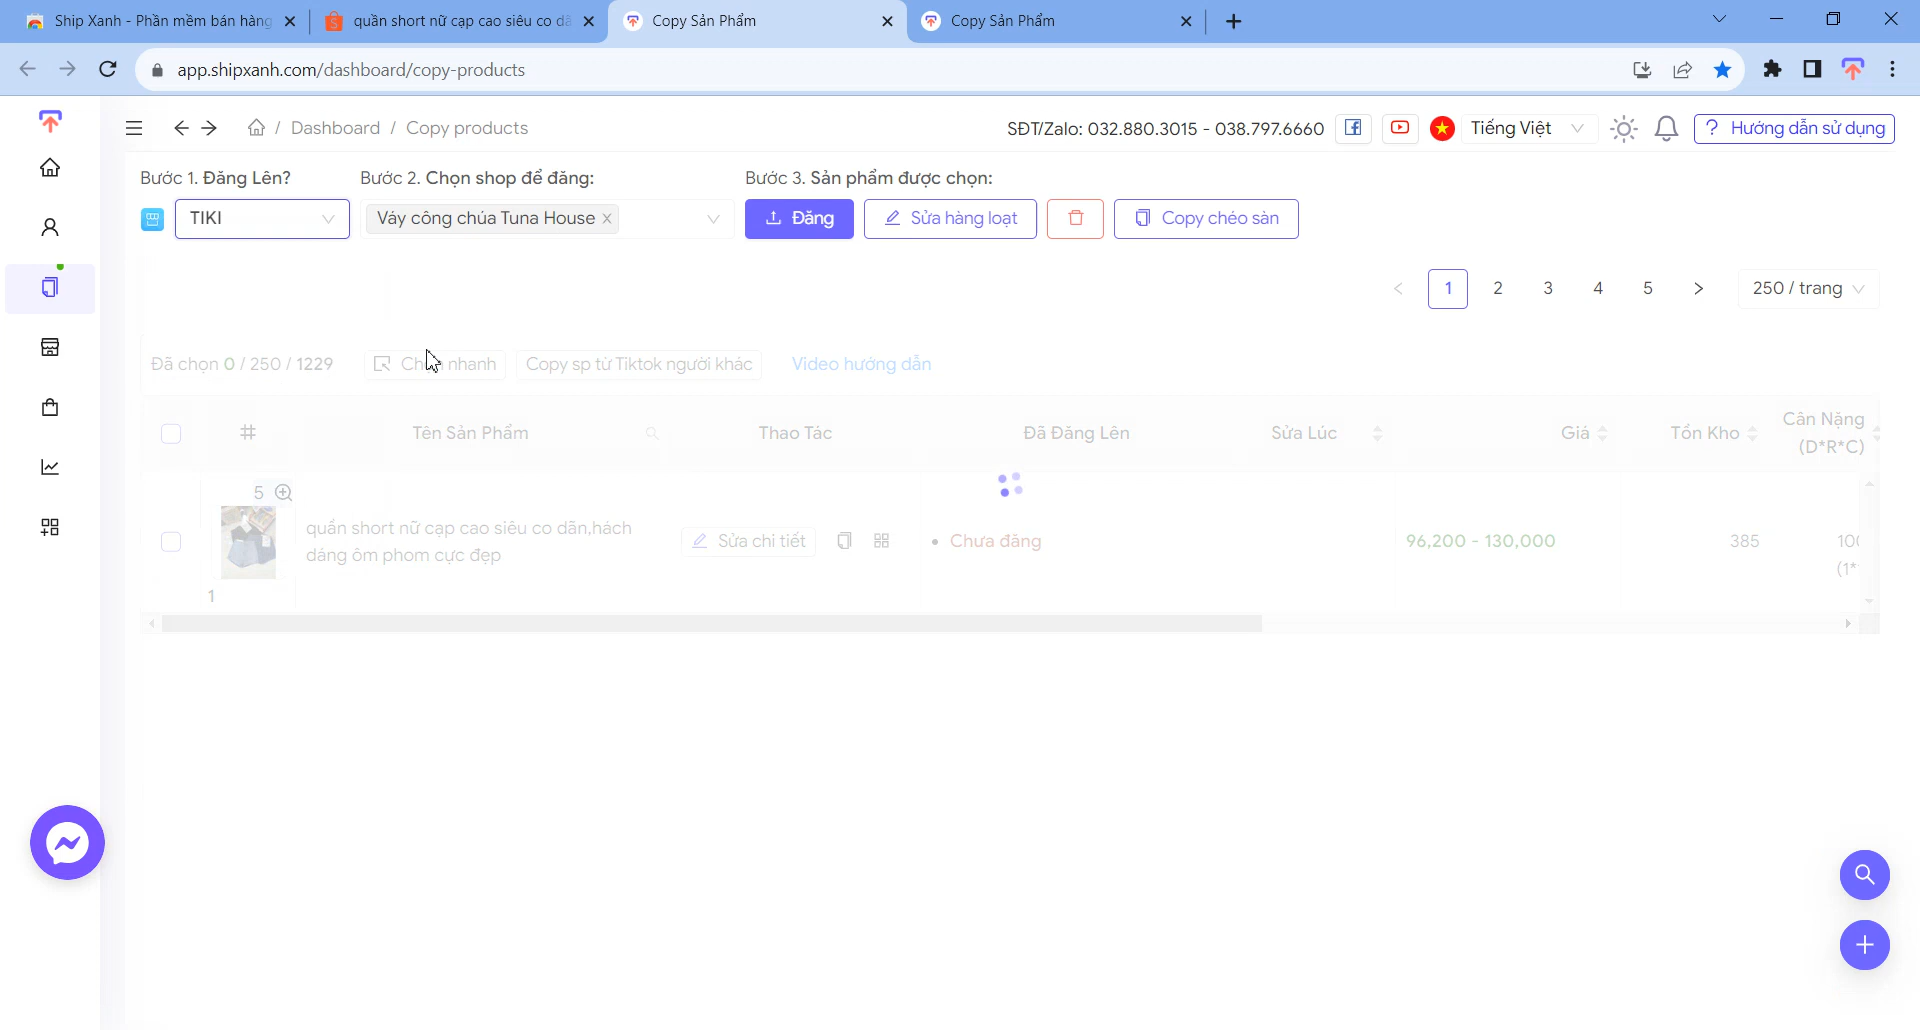 Ship Xanh - Phần mềm bán hàng
quần short nữ cạp cao siêu co dã
Copy Sản Phẩm
Copy Sản Phẩm
app.shipxanh.com/dashboard/copy-products
/ Dashboard / Copy products
SĐT/Zalo: 032.880.3015 - 038.797.6660
Tiếng Việt
? Hướng dẫn sử dụng
Bước 1. Đăng Lên?
Bước 2. Chọn shop để đăng:
Bước 3. Sản phẩm được chọn:
TIKI
Váy công chúa Tuna House
Đăng
Sửa hàng loạt
Copy chéo sàn
1 2 3 4 5
250 / trang
Đã chọn 0 / 250 / 1229
Chọn nhanh
Copy sp từ Tiktok người khác
Video hướng dẫn
#
Tên Sản Phẩm
Thao Tác
Đã Đăng Lên
Sửa Lúc
Giá
Tồn Kho
Cân Nặng
(D*R*C)
5
quần short nữ cạp cao siêu co dãn,hách
dáng ôm phom cực đẹp
1
Sửa chi tiết
Chưa đăng
96,200 - 130,000
385
(1*